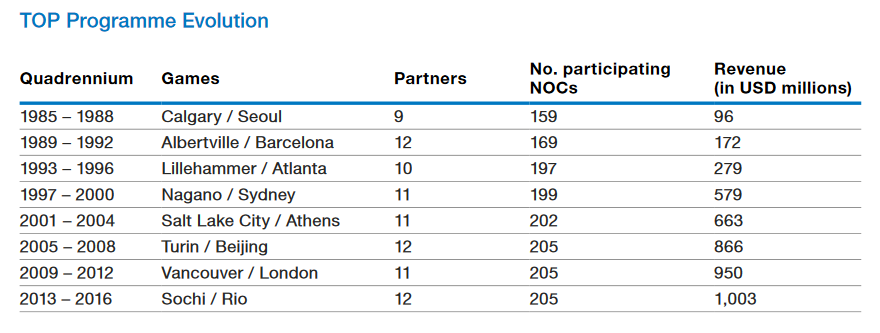 TOP Programme Evolution
Quadrennium Games Partners No. participating NOCs Revenue (in USD millions)
1985 – 1988 Calgary / Seoul 9 159 96
1989 – 1992 Albertville / Barcelona 12 169 172
1993 – 1996 Lillehammer / Atlanta 10 197 279
1997 – 2000 Nagano / Sydney 11 199 579
2001 – 2004 Salt Lake City / Athens 11 202 663
2005 – 2008 Turin / Beijing 12 205 866
2009 – 2012 Vancouver / London 11 205 950
2013 – 2016 Sochi / Rio 12 205 1,003